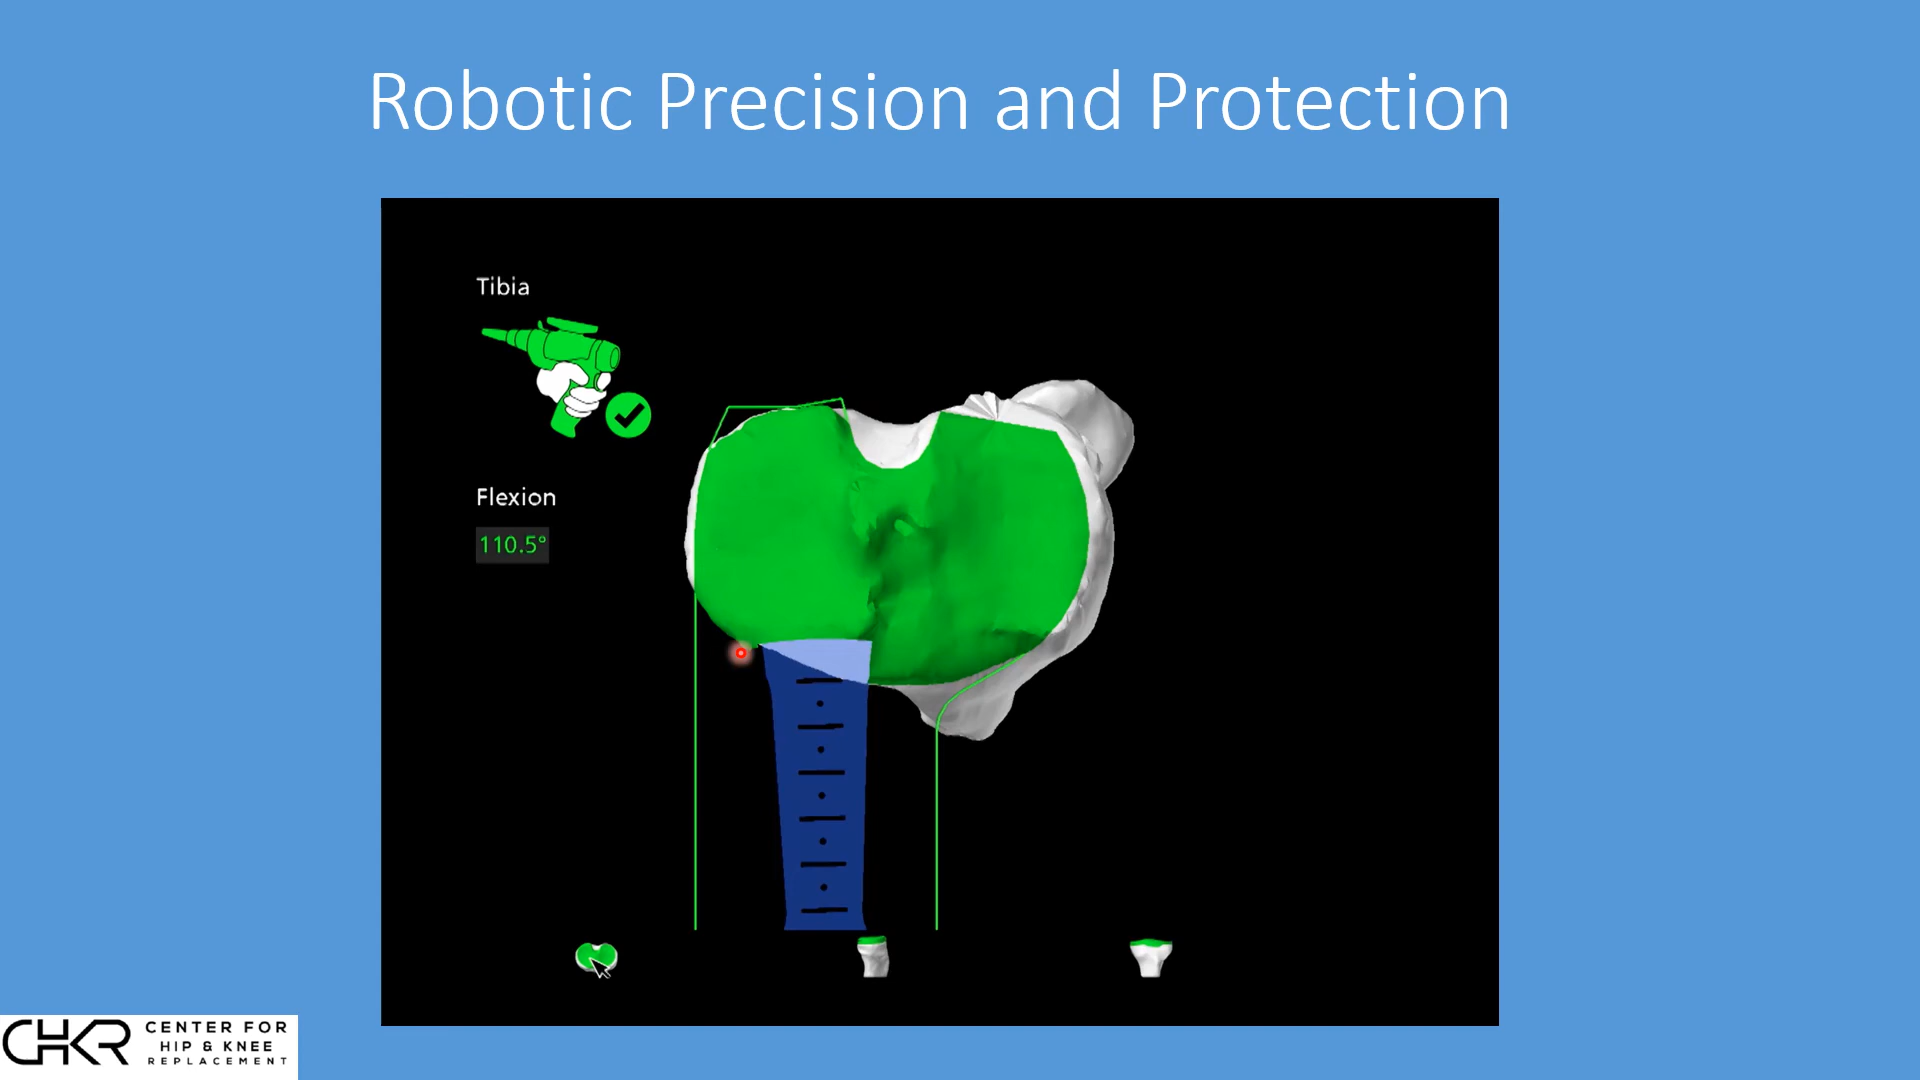 Robotic Precision and Protection
Tibia
Flexion
110.5°
CHKR
CENTER FOR
HIP & KNEE
REPLACEMENT